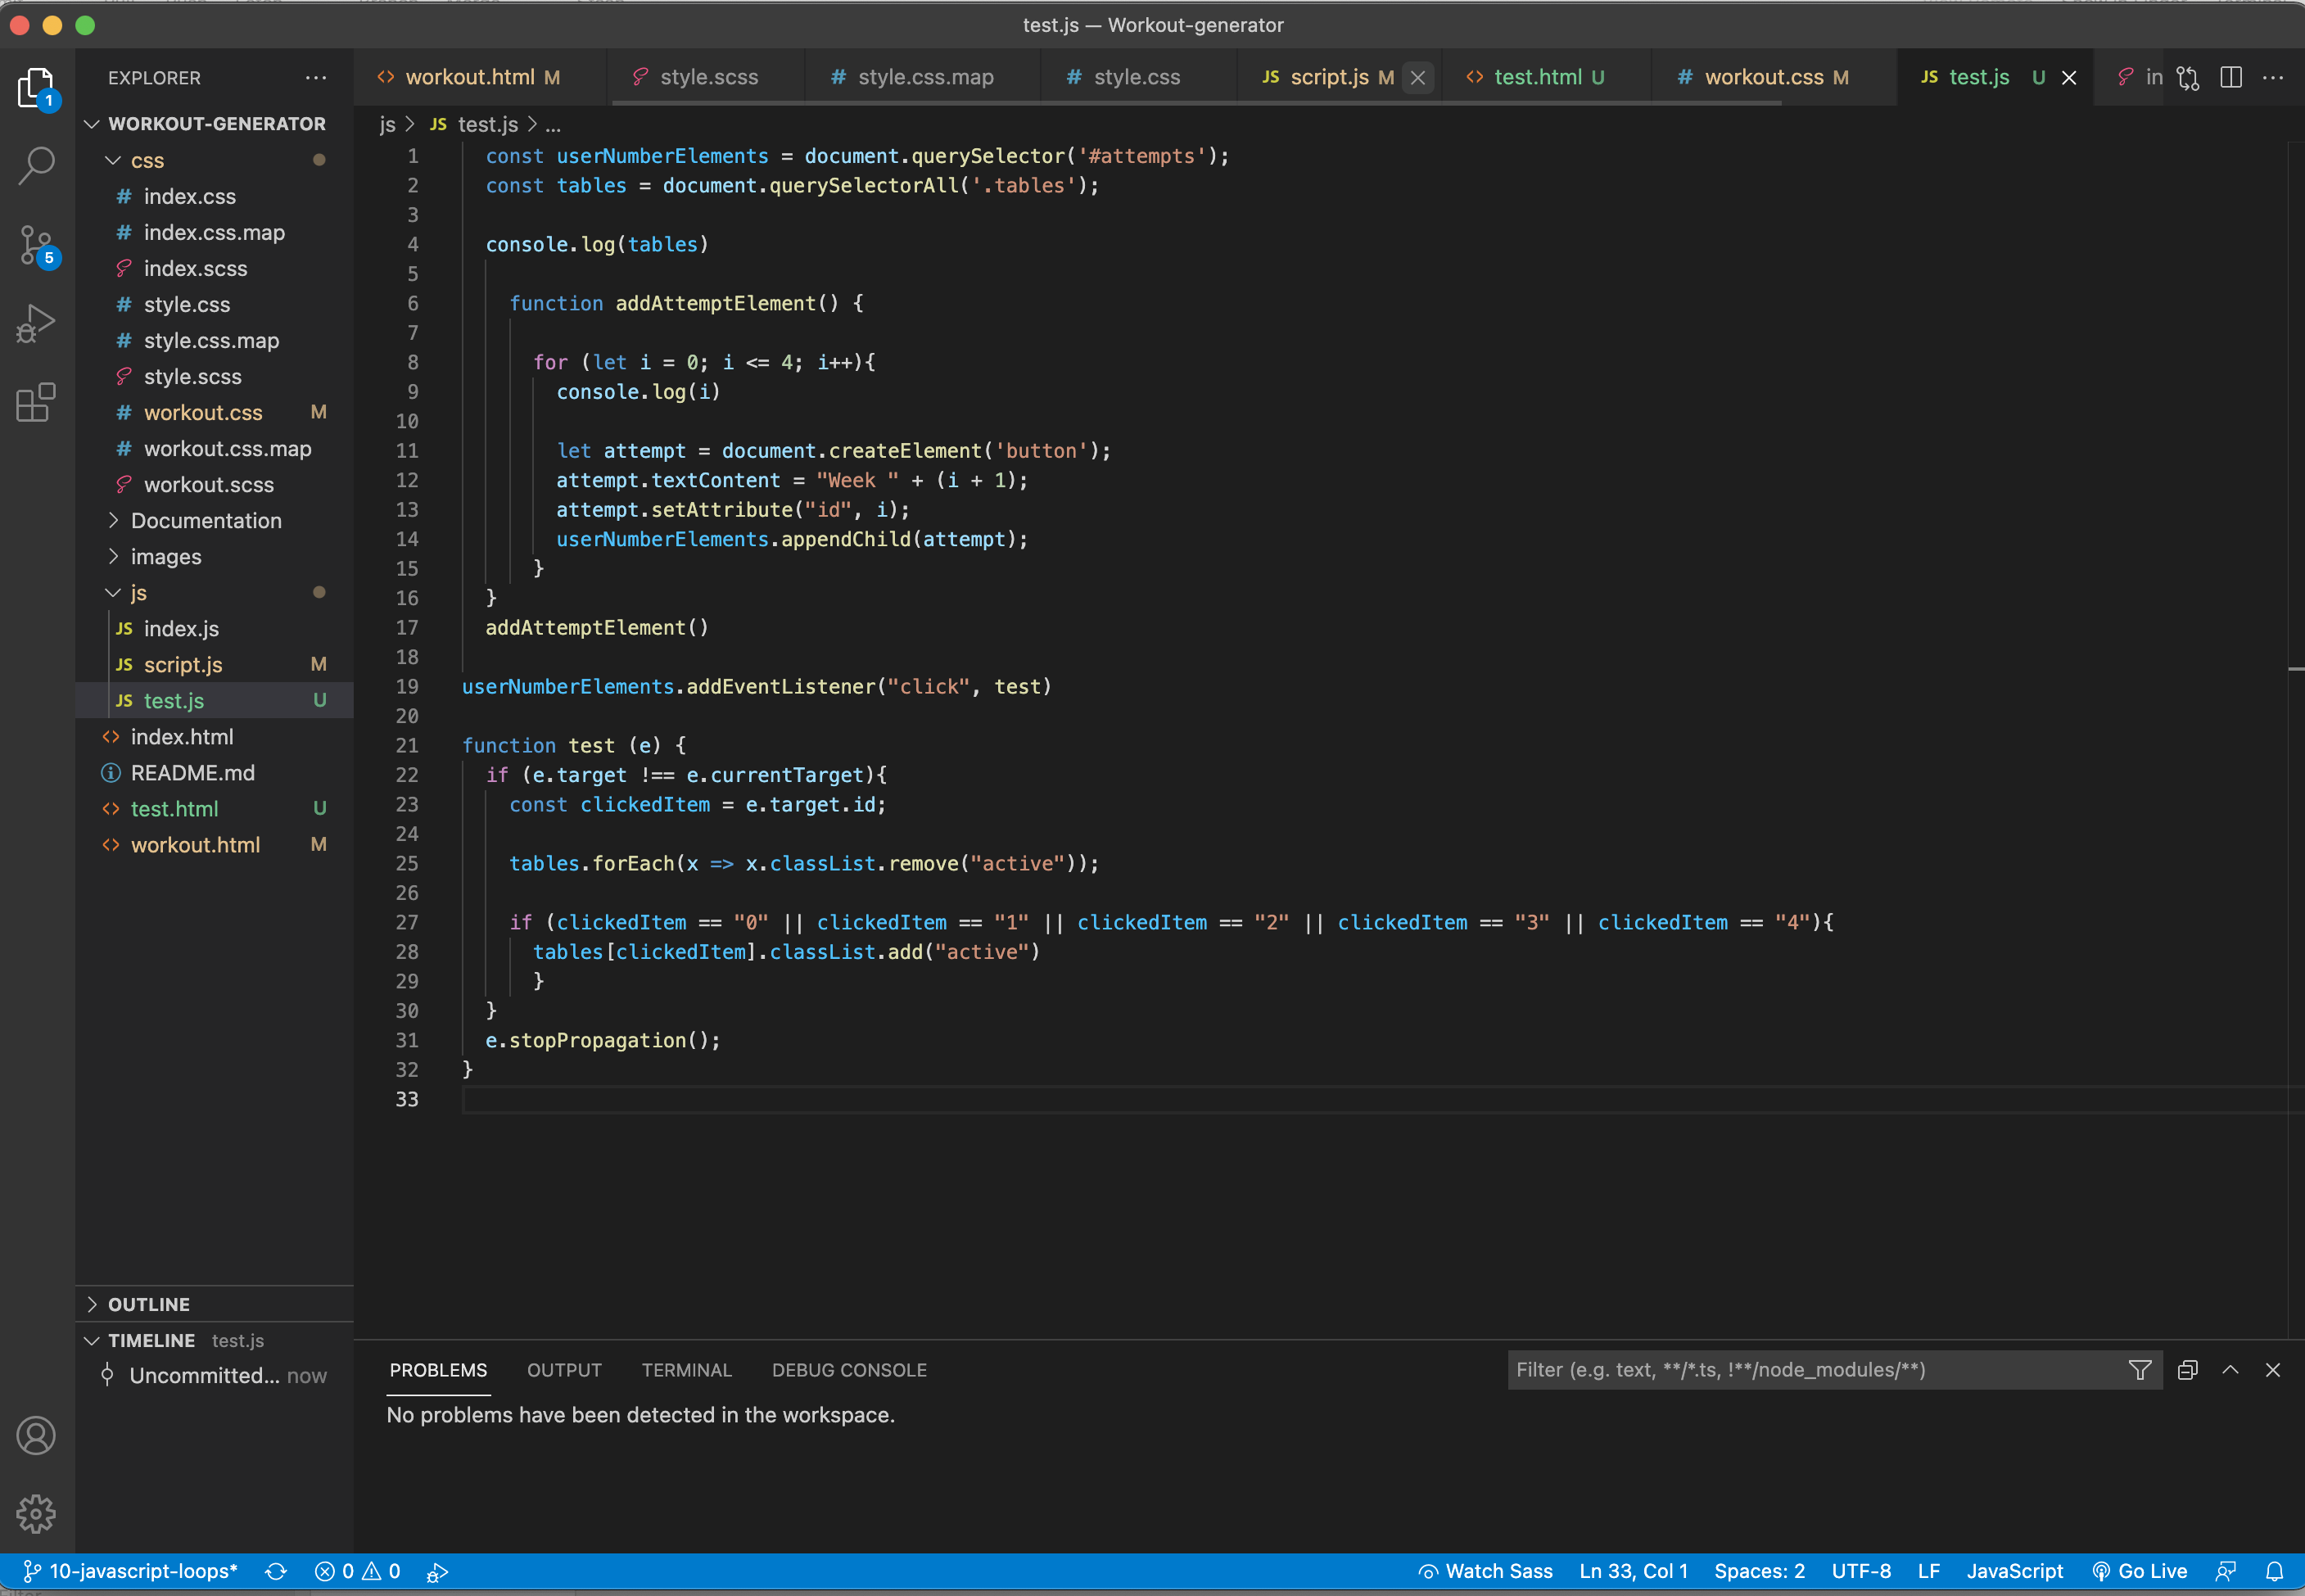 test.js — Workout-generator
EXPLORER
workout.html M
style.scss
style.css.map
style.css
script.js M
test.html U
workout.css M
test.js U
in
WORKOUT-GENERATOR
css
index.css
index.css.map
index.scss
style.css
style.css.map
style.scss
workout.css M
workout.css.map
workout.scss
Documentation
images
js
JS index.js
JS script.js M
JS test.js U
index.html
README.md
test.html U
workout.html M
OUTLINE
TIMELINE test.js
Uncommitted... now
js > JS test.js > ...
1 const userNumberElements = document.querySelector('#attempts');
2 const tables = document.querySelectorAll('.tables');
3
4 console.log(tables)
5
6 function addAttemptElement() {
7
8 for (let i = 0; i <= 4; i++){
9 console.log(i)
10
11 let attempt = document.createElement('button');
12 attempt.textContent = "Week " + (i + 1);
13 attempt.setAttribute("id", i);
14 userNumberElements.appendChild(attempt);
15 }
16 }
17 addAttemptElement()
18
19 userNumberElements.addEventListener("click", test)
20
21 function test (e) {
22 if (e.target !== e.currentTarget){
23 const clickedItem = e.target.id;
24
25 tables.forEach(x => x.classList.remove("active"));
26
27 if (clickedItem == "0" || clickedItem == "1" || clickedItem == "2" || clickedItem == "3" || clickedItem == "4"){
28 tables[clickedItem].classList.add("active")
29 }
30 }
31 e.stopPropagation();
32 }
33
PROBLEMS OUTPUT TERMINAL DEBUG CONSOLE
Filter (e.g. text, **/*.ts, !**/node_modules/**)
No problems have been detected in the workspace.
10-javascript-loops* 0 0
Watch Sass Ln 33, Col 1 Spaces: 2 UTF-8 LF JavaScript Go Live